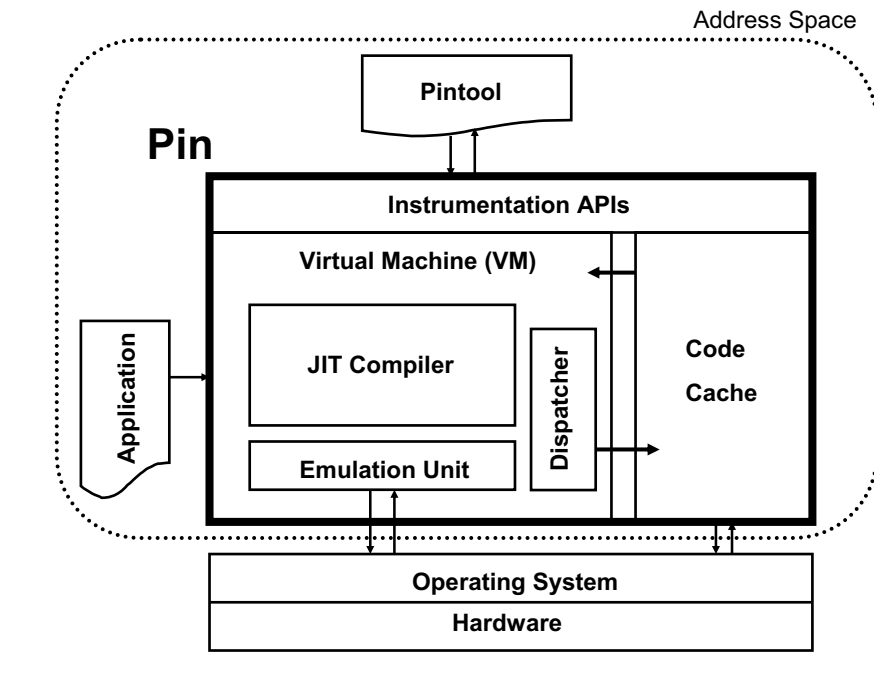 Address Space
Pintool
Pin
Instrumentation APIs
Virtual Machine (VM)
Application
JIT Compiler
Dispatcher
Code
Cache
Emulation Unit
Operating System
Hardware